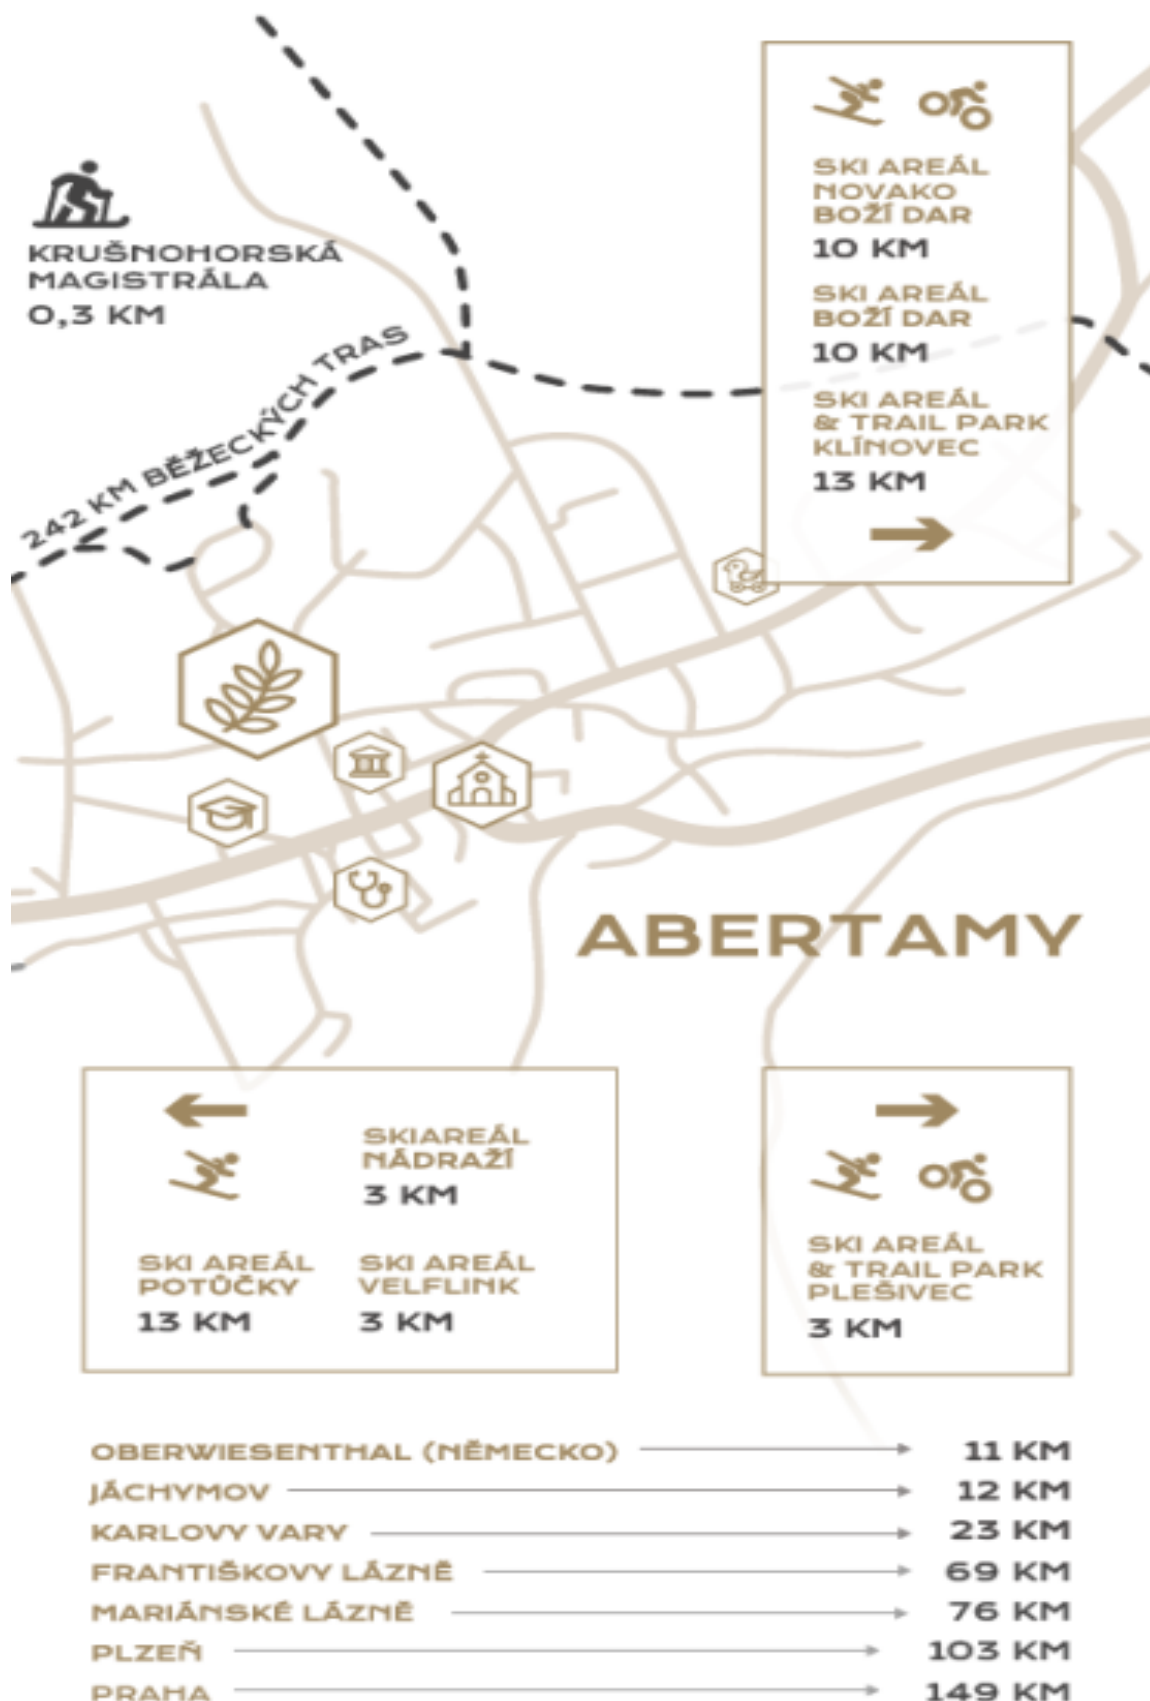 KRUŠNOHORSKÁ
MAGISTRÁLA
0,3 KM
242 KM BĚŽECKÝCH TRAS
SKI AREÁL
NOVAKO
BOŽÍ DAR
10 KM
SKI AREÁL
BOŽÍ DAR
10 KM
SKI AREÁL
& TRAIL PARK
KLÍNOVEC
13 KM
ABERTAMY
SKIAREÁL
NÁDRAŽÍ
3 KM
SKI AREÁL
POTŮČKY
13 KM
SKI AREÁL
VELFLINK
3 KM
SKI AREÁL
& TRAIL PARK
PLEŠIVEC
3 KM
OBERWIESENTHAL (NĚMECKO) 11 KM
JÁCHYMOV 12 KM
KARLOVY VARY 23 KM
FRANTIŠKOVY LÁZNĚ 69 KM
MARIÁNSKÉ LÁZNĚ 76 KM
PLZEŇ 103 KM
PRAHA 149 KM